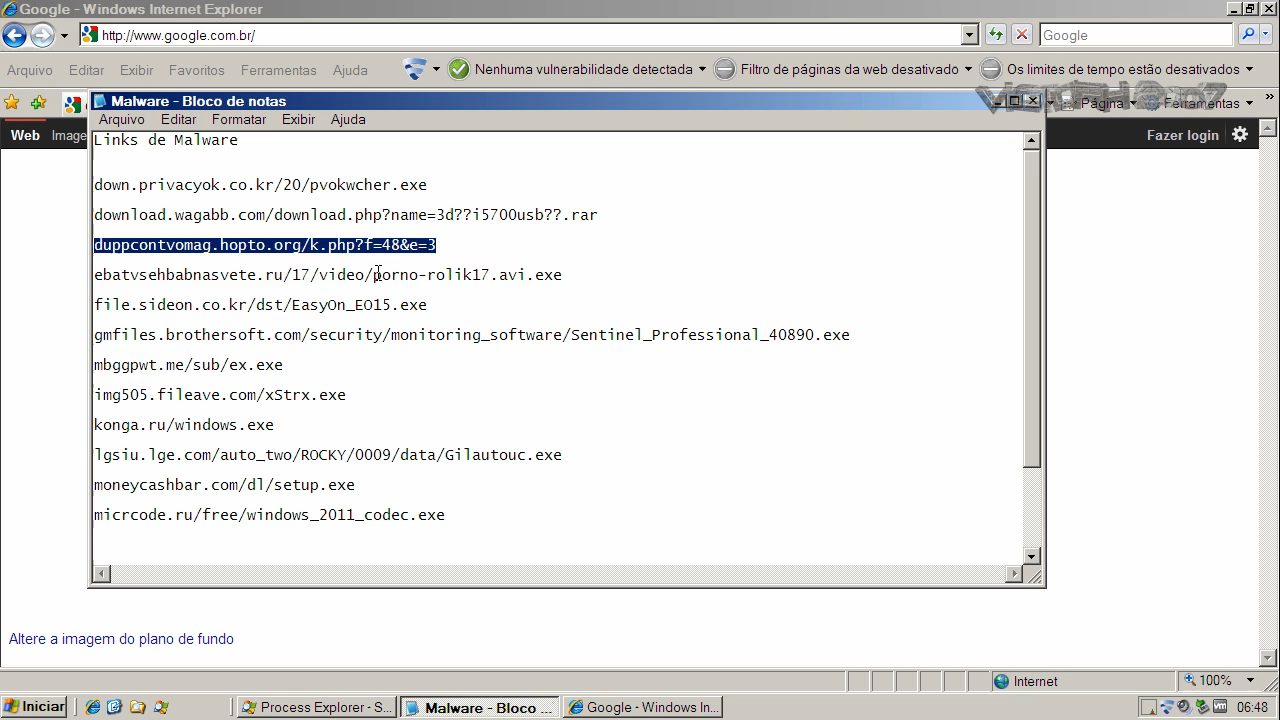 Google - Windows Internet Explorer
http://www.google.com.br/
Google
Arquivo Editar Exibir Favoritos Ferramentas Ajuda
Nenhuma vulnerabilidade detectada
Filtro de páginas da web desativado
Os limites de tempo estão desativados
Malware - Bloco de notas
Página Ferramentas
Arquivo Editar Formatar Exibir Ajuda
Web Image
Fazer login
Links de Malware
down.privacyok.co.kr/20/pvokwcher.exe
download.wagabb.com/download.php?name=3d??i5700usb??.rar
duppcontvomag.hopto.org/k.php?f=48&e=3
ebatvsehbabnasvete.ru/17/video/porno-rolik17.avi.exe
file.sideon.co.kr/dst/EasyOn_EO15.exe
gmfiles.brothersoft.com/security/monitoring_software/Sentinel_Professional_40890.exe
mbggpwt.me/sub/ex.exe
img505.fileave.com/xStrx.exe
konga.ru/windows.exe
lgsiu.lge.com/auto_two/ROCKY/0009/data/Gilautouc.exe
moneycashbar.com/dl/setup.exe
micrcode.ru/free/windows_2011_codec.exe
Altere a imagem do plano de fundo
Internet
100%
Iniciar
Process Explorer - S...
Malware - Bloco ...
Google - Windows In...
06:48